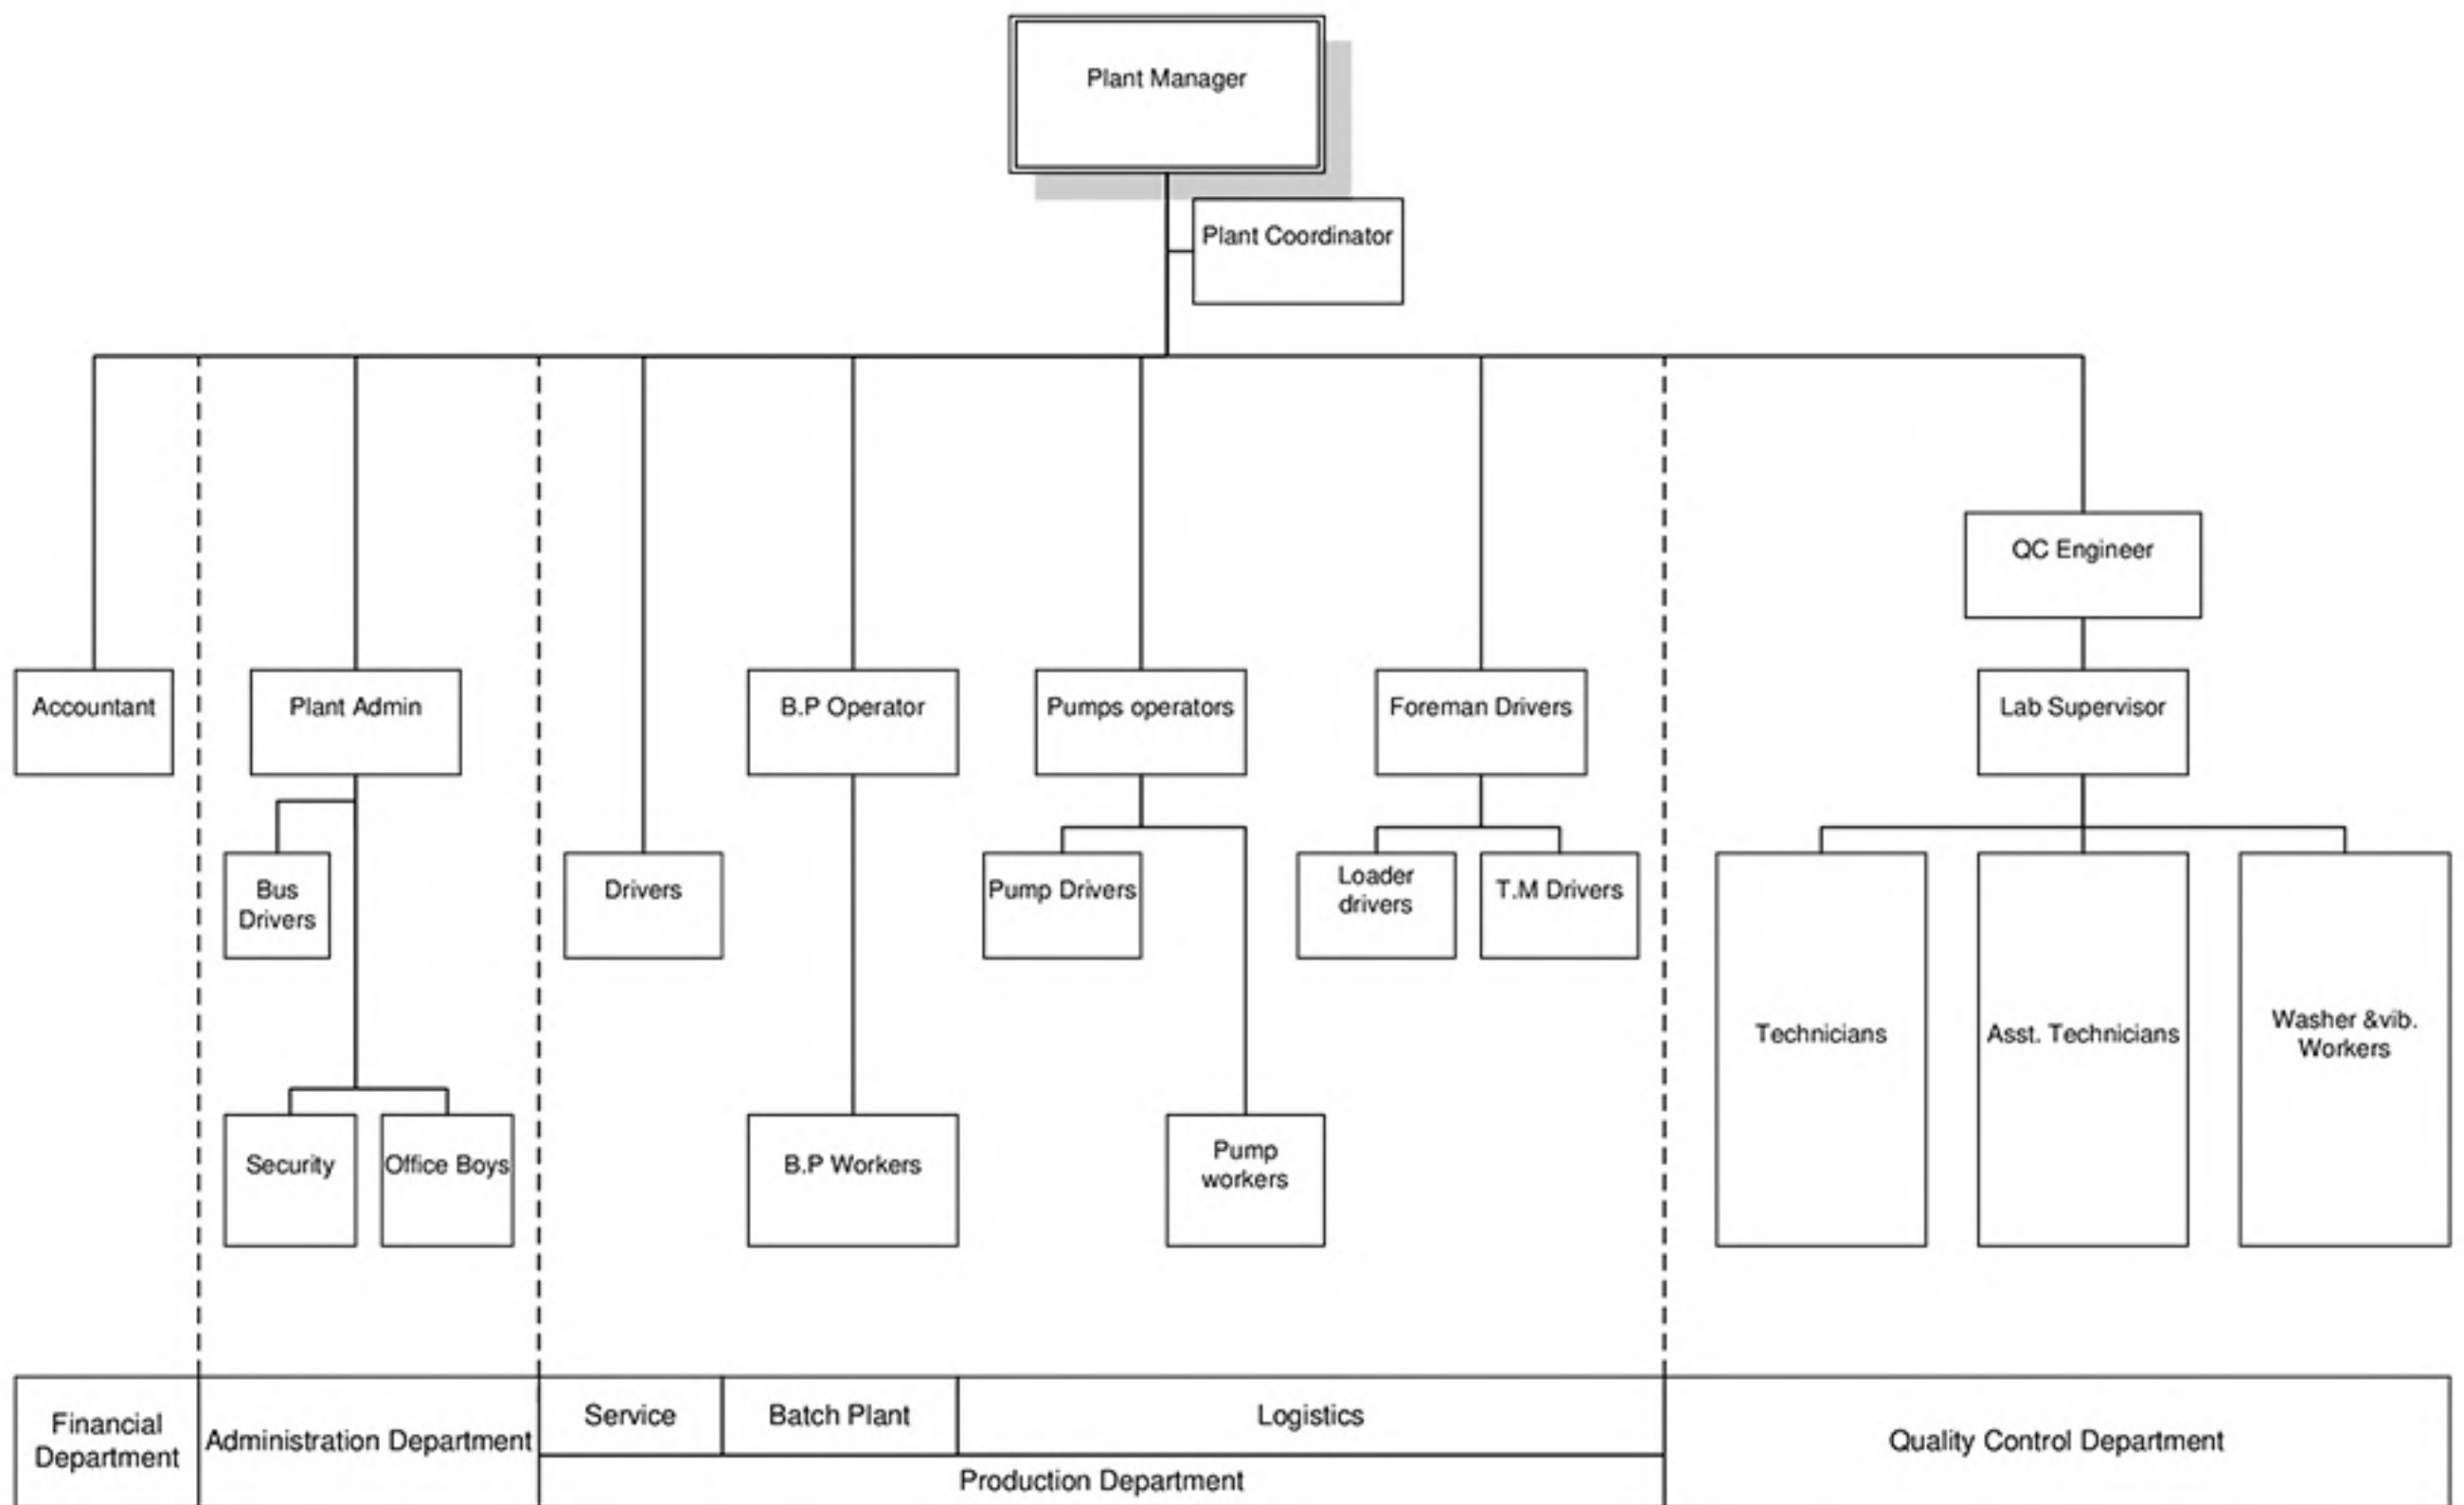 Plant Manager
Plant Coordinator
QC Engineer
Accountant
Plant Admin
B.P Operator
Pumps operators
Foreman Drivers
Lab Supervisor
Bus
Drivers
Drivers
Pump Drivers
Loader
drivers
T.M Drivers
Technicians
Asst. Technicians
Washer &vib.
Workers
Security
Office Boys
B.P Workers
Pump
workers
Financial
Department
Administration Department
Service
Batch Plant
Logistics
Production Department
Quality Control Department